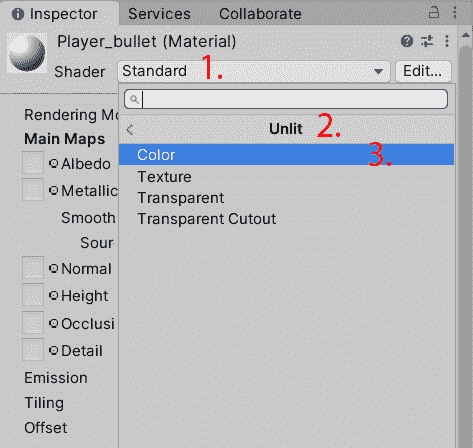 Inspector Services Collaborate
Player_bullet (Material)
Shader Standard 1. Edit...
Rendering Mo
Unlit 2.
Main Maps
Color 3.
Albedo
Texture
Metallic
Transparent
Smooth
Transparent Cutout
Sour
Normal
Height
Occlusi
Detail
Emission
Tiling
Offset